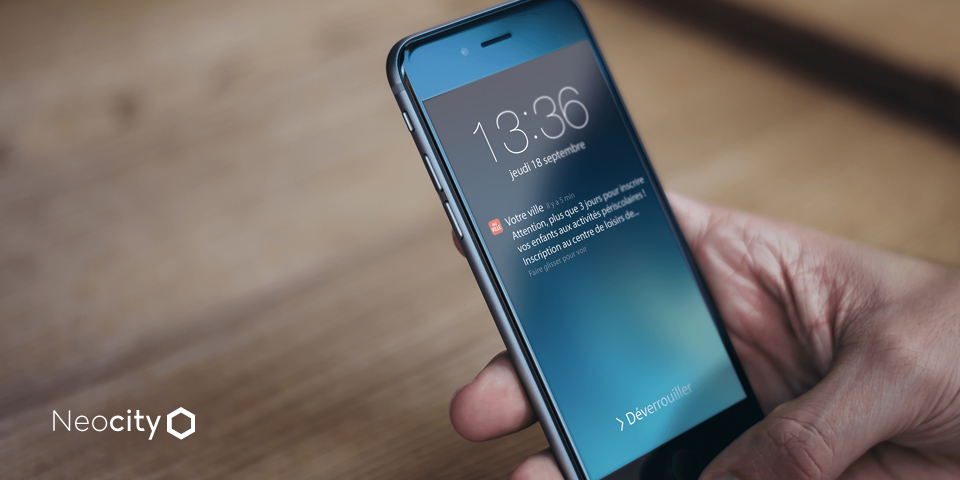 13:36
jeudi 18 septembre
Votre ville il y a 5 min
Attention, plus que 3 jours pour inscrire
vos enfants aux activités périscolaires !
Inscription au centre de loisirs de...
Faire glisser pour voir
> Déverrouiller
Neocity